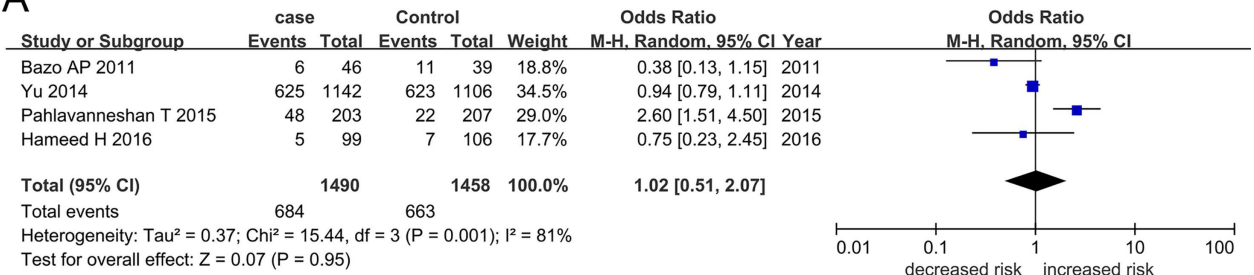 A
case Control Odds Ratio Odds Ratio
Study or Subgroup Events Total Events Total Weight M-H, Random, 95% CI Year M-H, Random, 95% CI
Bazo AP 2011 6 46 11 39 18.8% 0.38 [0.13, 1.15] 2011
Yu 2014 625 1142 623 1106 34.5% 0.94 [0.79, 1.11] 2014
Pahlavanneshan T 2015 48 203 22 207 29.0% 2.60 [1.51, 4.50] 2015
Hameed H 2016 5 99 7 106 17.7% 0.75 [0.23, 2.45] 2016
Total (95% CI) 1490 1458 100.0% 1.02 [0.51, 2.07]
Total events 684 663
Heterogeneity: Tau² = 0.37; Chi² = 15.44, df = 3 (P = 0.001); I² = 81%
Test for overall effect: Z = 0.07 (P = 0.95)
0.01 0.1 1 10 100
decreased risk increased risk